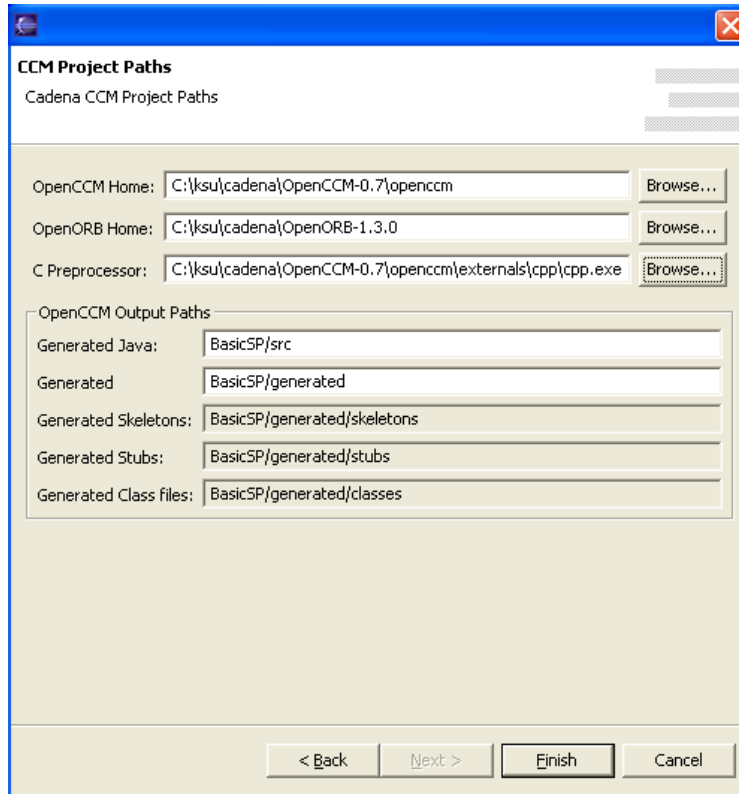 CCM Project Paths
Cadena CCM Project Paths
OpenCCM Home: C:\ksu\cadena\OpenCCM-0.7\openccm Browse...
OpenORB Home: C:\ksu\cadena\OpenORB-1.3.0 Browse...
C Preprocessor: C:\ksu\cadena\OpenCCM-0.7\openccm\externals\cpp\cpp.exe Browse...
OpenCCM Output Paths
Generated Java: BasicSP/src
Generated BasicSP/generated
Generated Skeletons: BasicSP/generated/skeletons
Generated Stubs: BasicSP/generated/stubs
Generated Class files: BasicSP/generated/classes
< Back Next > Finish Cancel